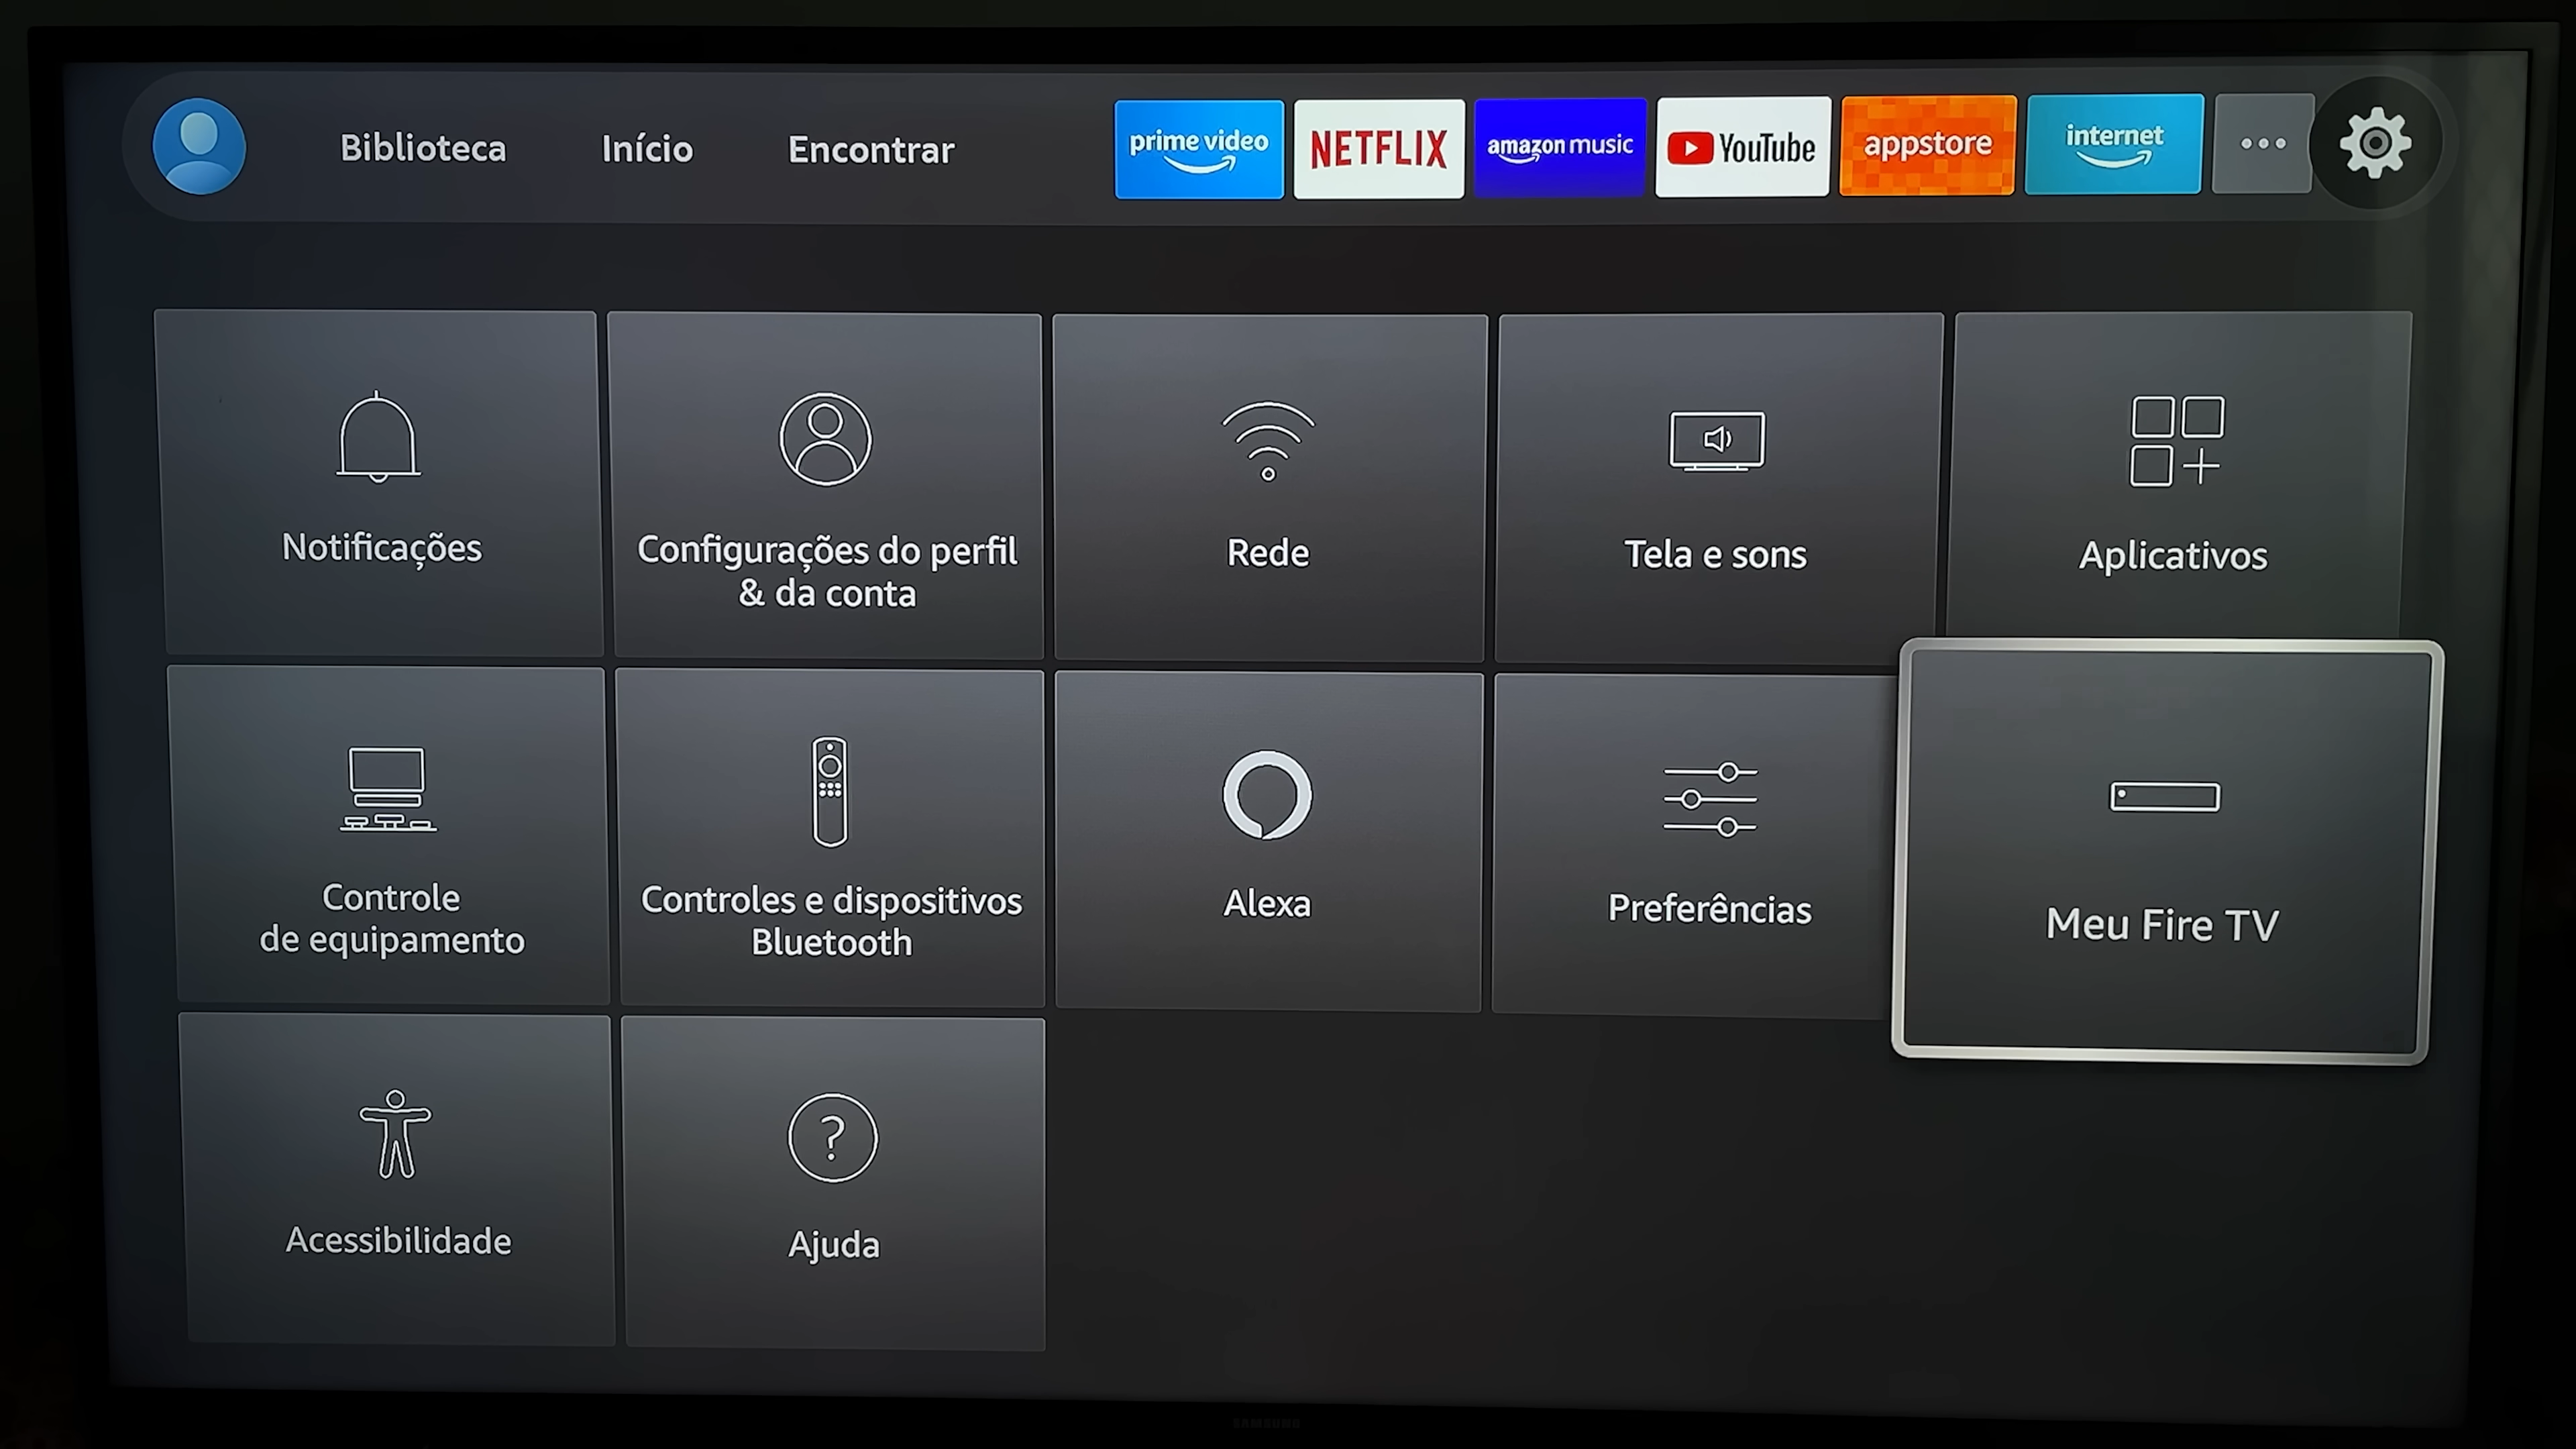 Biblioteca
Início
Encontrar
prime video
NETFLIX
amazon music
YouTube
appstore
internet
Notificações
Configurações do perfil
& da conta
Rede
Tela e sons
Aplicativos
Controle
de equipamento
Controles e dispositivos
Bluetooth
Alexa
Preferências
Meu Fire TV
Acessibilidade
?
Ajuda
SAMSUNG